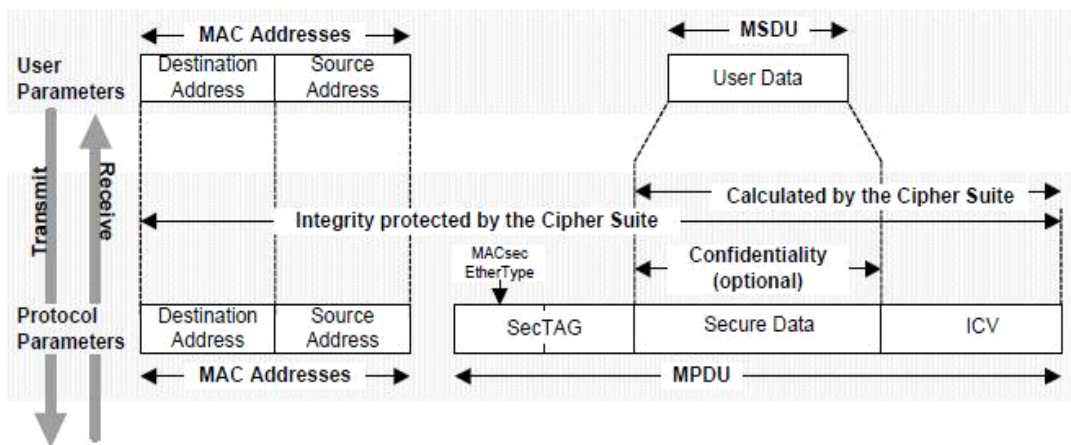 MAC Addresses
MSDU
User
Parameters
Destination
Address
Source
Address
User Data
Transmit
Receive
Calculated by the Cipher Suite
Integrity protected by the Cipher Suite
MACsec
EtherType
Confidentiality
(optional)
Protocol
Parameters
Destination
Address
Source
Address
SecTAG
Secure Data
ICV
MAC Addresses
MPDU